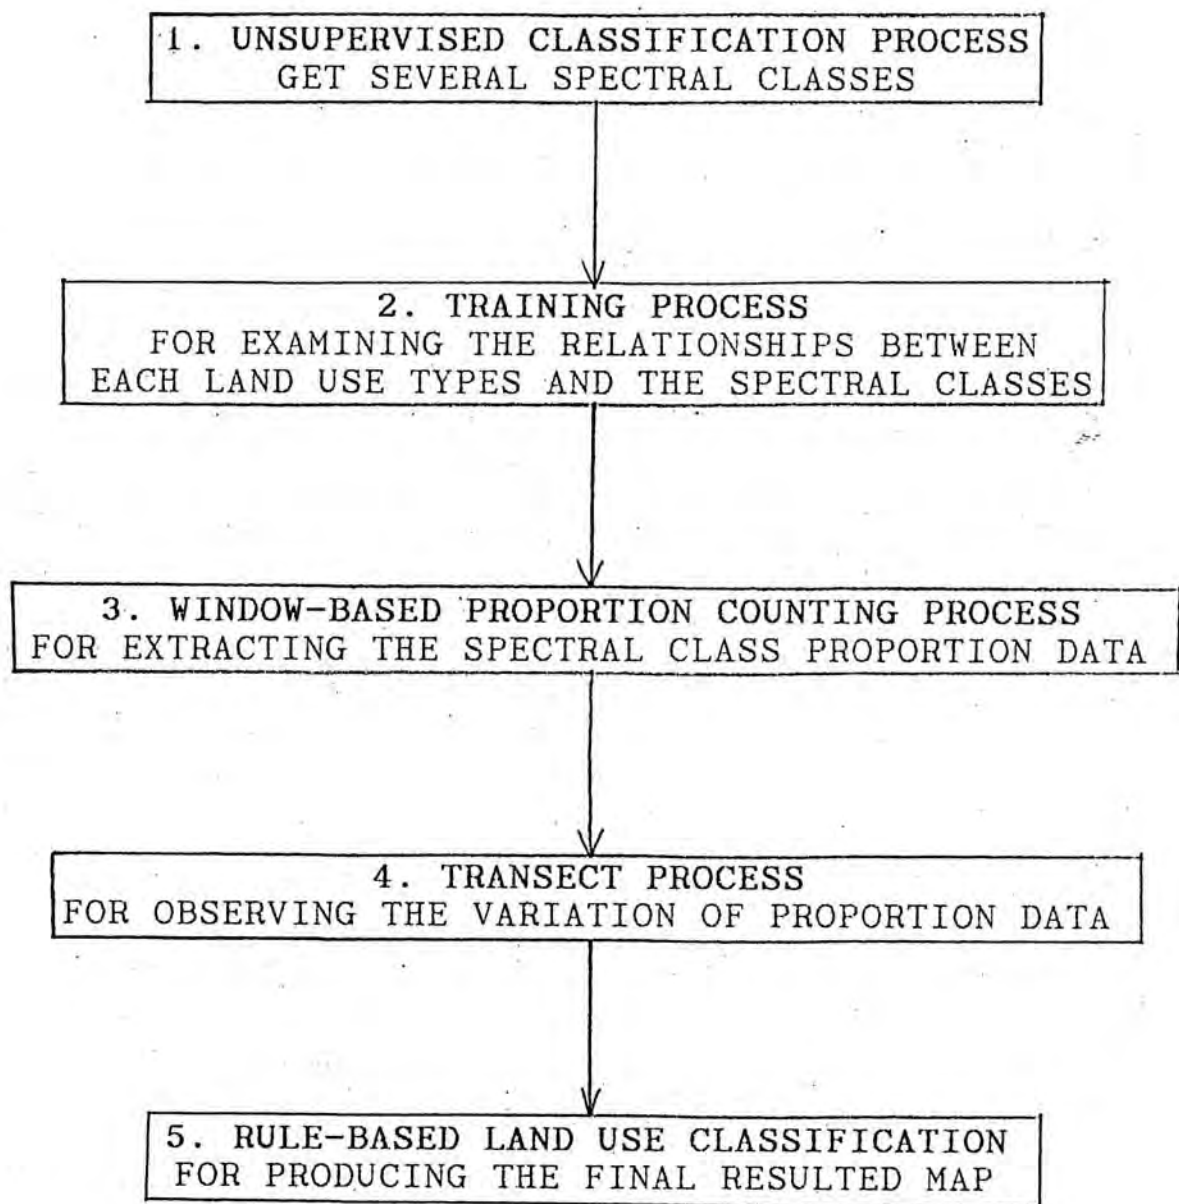 1. UNSUPERVISED CLASSIFICATION PROCESS
GET SEVERAL SPECTRAL CLASSES
2. TRAINING PROCESS
FOR EXAMINING THE RELATIONSHIPS BETWEEN
EACH LAND USE TYPES AND THE SPECTRAL CLASSES
3. WINDOW-BASED PROPORTION COUNTING PROCESS
FOR EXTRACTING THE SPECTRAL CLASS PROPORTION DATA
4. TRANSECT PROCESS
FOR OBSERVING THE VARIATION OF PROPORTION DATA
5. RULE-BASED LAND USE CLASSIFICATION
FOR PRODUCING THE FINAL RESULTED MAP